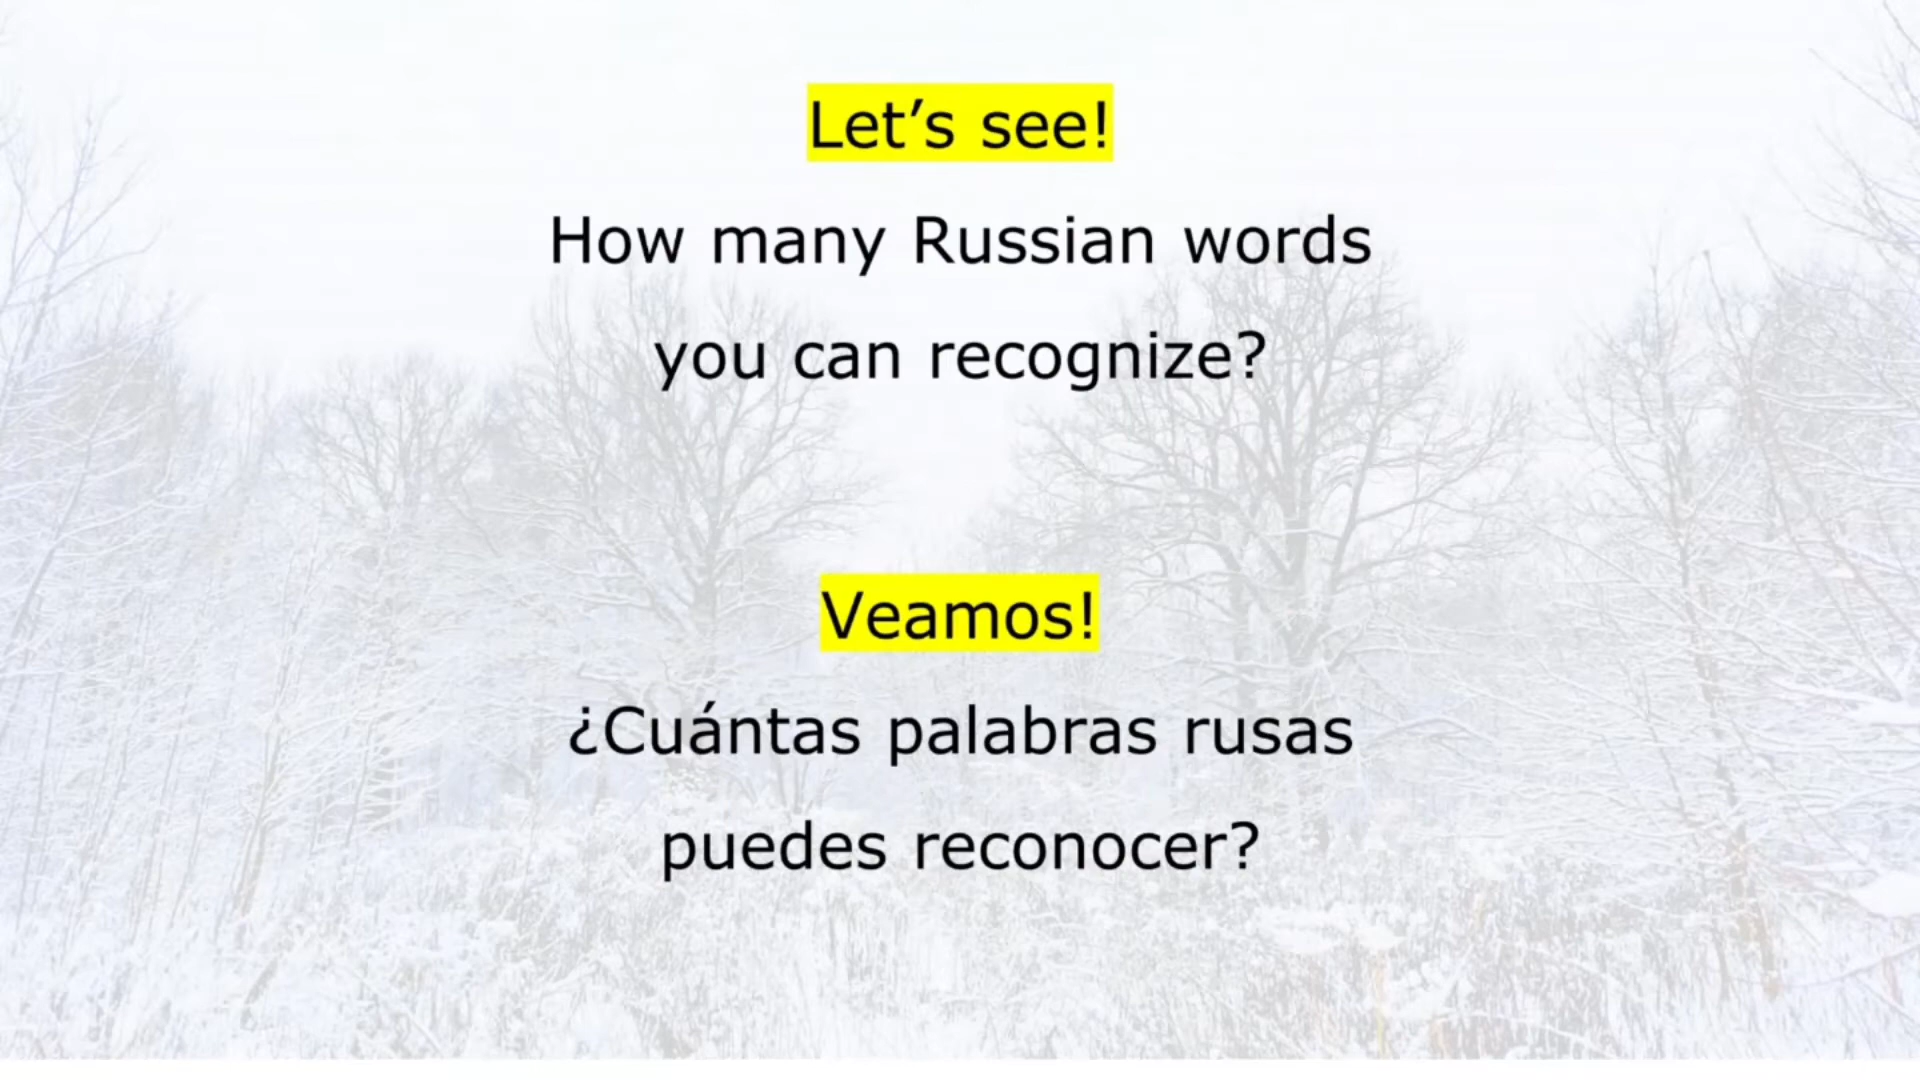 Let’s see!
How many Russian words
you can recognize?
Veamos!
¿Cuántas palabras rusas
puedes reconocer?